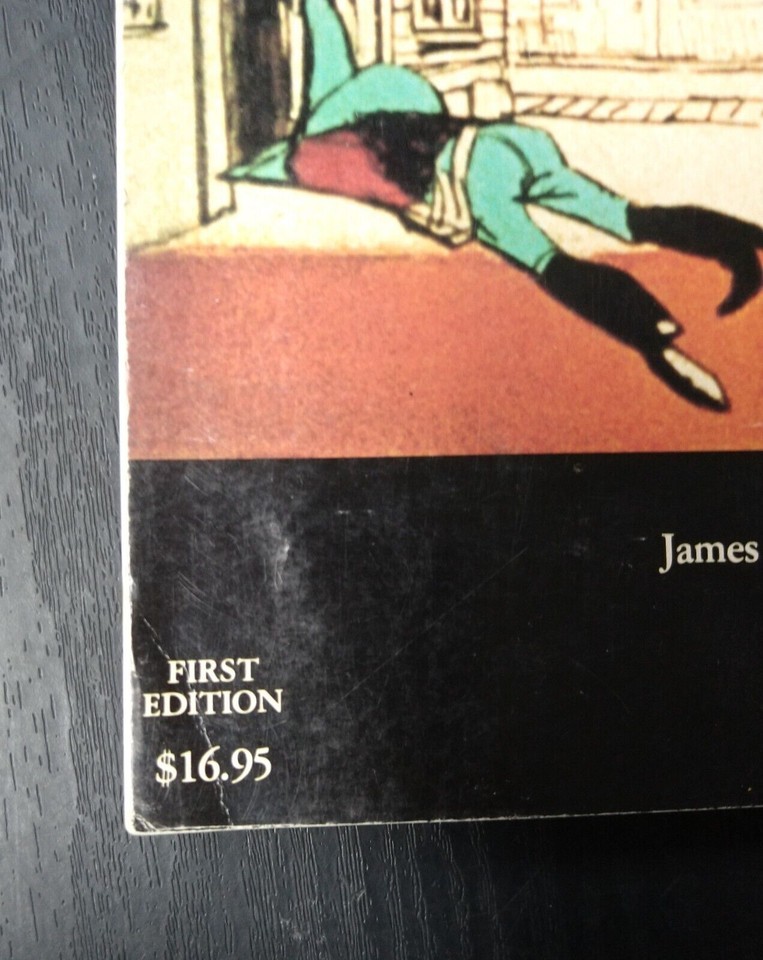 James
FIRST
EDITION
$16.95